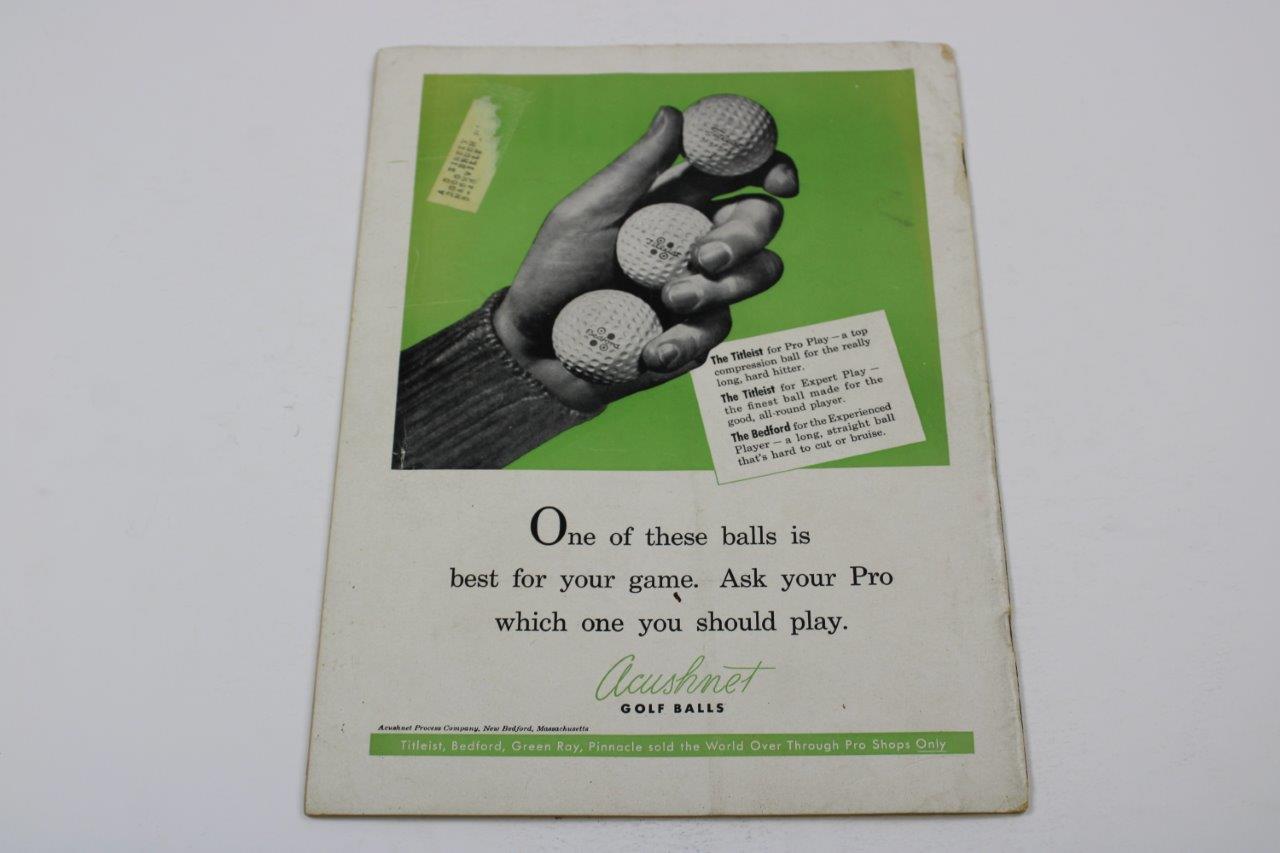 Titleist
Bedford
The Titleist for Pro Play — a top
compression ball for the really
long, hard hitter.
The Titleist for Expert Play —
the finest ball made for the
good, all-round player.
The Bedford for the Experienced
Player — a long, straight ball
that's hard to cut or bruise.
One of these balls is
best for your game. Ask your Pro
which one you should play.
Acushnet
GOLF BALLS
Acushnet Process Company, New Bedford, Massachusetts
Titleist, Bedford, Green Ray, Pinnacle sold the World Over Through Pro Shops Only